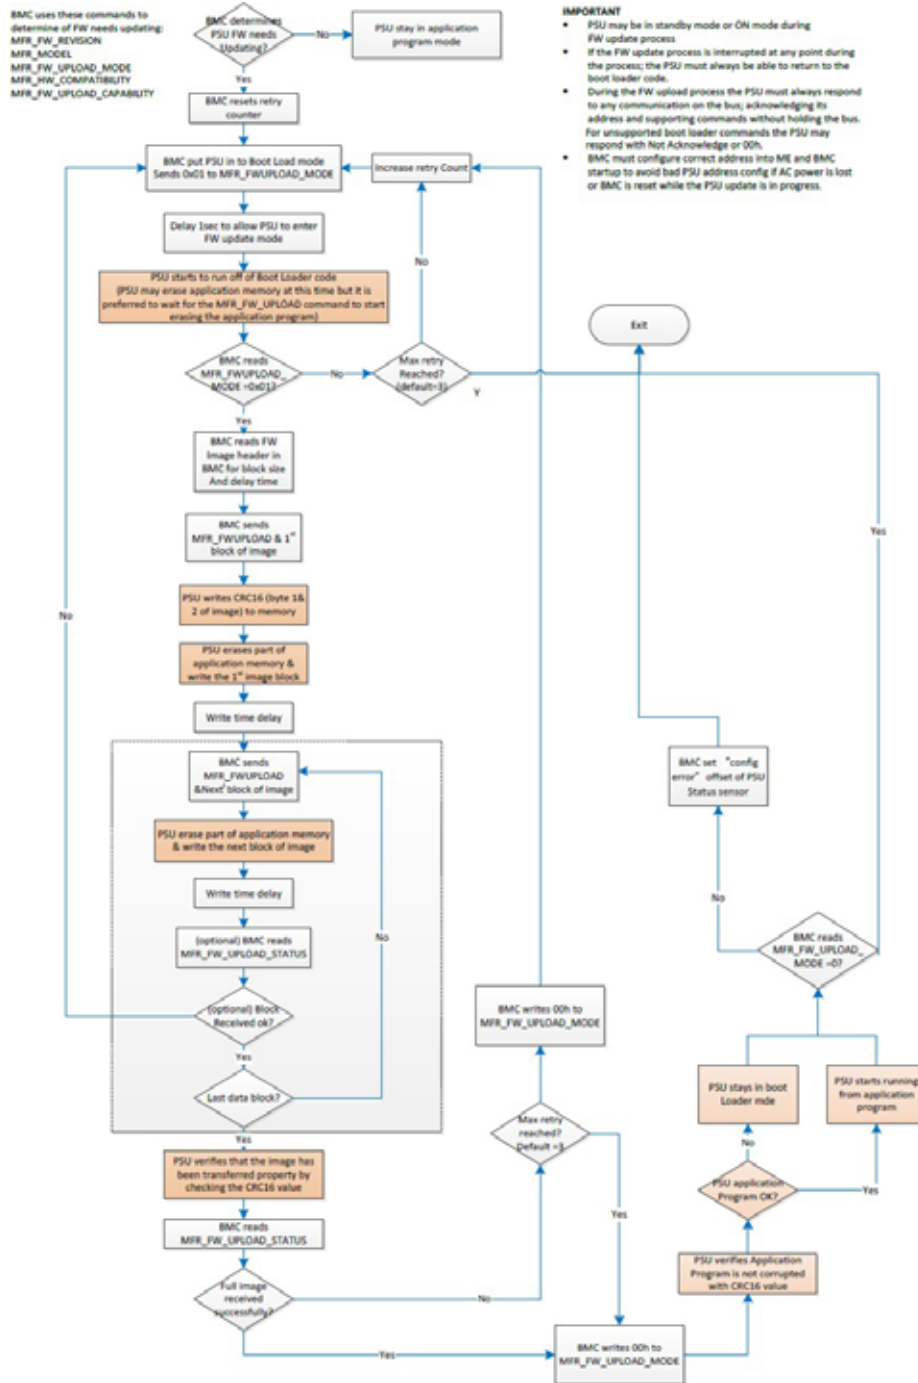 BMC uses these commands to
determine of FW needs updating:
MFR_FW_REVISION
MFR_MODEL
MFR_FW_UPLOAD_MODE
MFR_HW_COMPATIBILITY
MFR_FW_UPLOAD_CAPABILITY
BMC determines
PSU FW needs
Updating?
No
PSU stay in application
program mode
IMPORTANT
• PSU may be in standby mode or ON mode during
FW update process
• If the FW update process is interrupted at any point during
the process; the PSU must always be able to return to the
boot loader code.
• During the FW upload process the PSU must always respond
to any communication on the bus; acknowledging its
address and supporting commands without holding the bus.
For unsupported boot loader commands the PSU may
respond with Not Acknowledge or 00h.
• BMC must configure correct address into ME and BMC
startup to avoid bad PSU address config if AC power is lost
or BMC is reset while the PSU update is in progress.
Yes
BMC resets retry
counter
BMC put PSU in to Boot Load mode
Sends 0x01 to MFR_FWUPLOAD_MODE
Increase retry Count
Delay 1sec to allow PSU to enter
FW update mode
No
PSU starts to run off of Boot Loader code
(PSU may erase application memory at this time but it is
preferred to wait for the MFR_FW_UPLOAD command to start
erasing the application program)
Exit
BMC reads
MFR_FWUPLOAD_
MODE =0x01?
No
Max retry
Reached?
(default=3)
Y
Yes
BMC reads FW
Image header in
BMC for block size
And delay time
BMC sends
MFR_FWUPLOAD & 1st
block of image
Yes
PSU writes CRC16 (byte 1&
2 of image) to memory
No
PSU erases part of
application memory &
write the 1st image block
Write time delay
BMC sends
MFR_FWUPLOAD
&Next block of image
BMC set "config
error" offset of PSU
Status sensor
PSU erase part of application memory
& write the next block of image
Write time delay
No
No
(optional) BMC reads
MFR_FW_UPLOAD_STATUS
BMC reads
MFR_FW_UPLOAD_
MODE =0?
(optional) Block
Received ok?
BMC writes 00h to
MFR_FW_UPLOAD_MODE
Yes
Last data block?
PSU stays in boot
Loader mde
PSU starts running
from application
program
Max retry
reached?
Default =3
Yes
No
PSU verifies that the image has
been transferred property by
checking the CRC16 value
PSU application
Program OK?
Yes
Yes
BMC reads
MFR_FW_UPLOAD_STATUS
PSU verifies Application
Program is not corrupted
with CRC16 value
Full image
received
successfully?
No
Yes
BMC writes 00h to
MFR_FW_UPLOAD_MODE